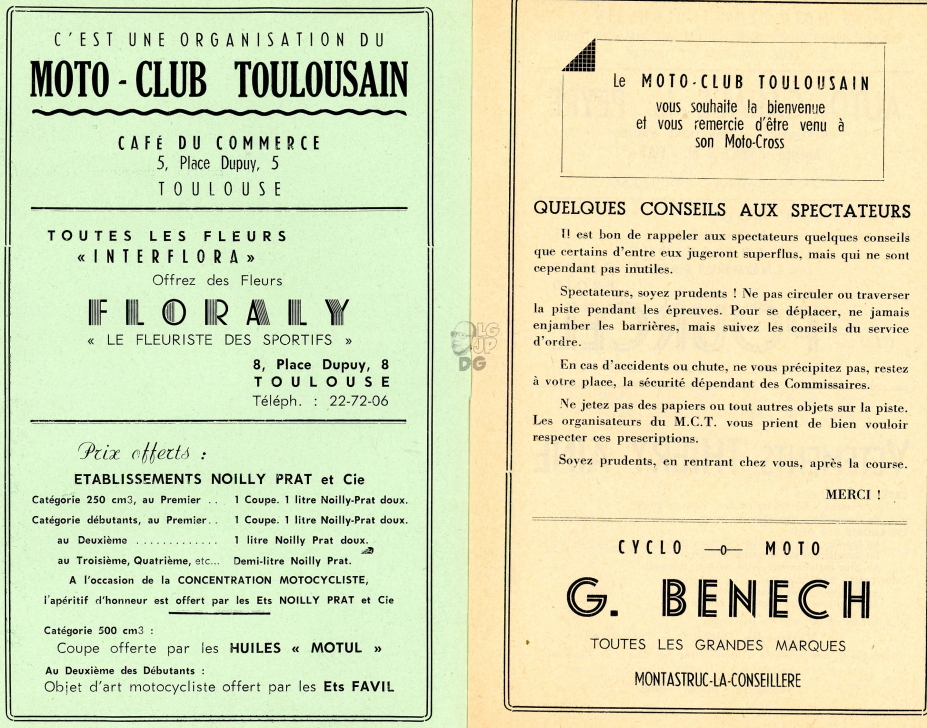 C'EST UNE ORGANISATION DU
MOTO - CLUB TOULOUSAIN
CAFÉ DU COMMERCE
5, Place Dupuy, 5
TOULOUSE
TOUTES LES FLEURS
« INTERFLORA »
Offrez des Fleurs
FLORALY
« LE FLEURISTE DES SPORTIFS »
8, Place Dupuy, 8
TOULOUSE
Téléph. : 22-72-06
Prix offerts :
ETABLISSEMENTS NOILLY PRAT et Cie
Catégorie 250 cm3, au Premier .. 1 Coupe. 1 litre Noilly-Prat doux.
Catégorie débutants, au Premier.. 1 Coupe. 1 litre Noilly-Prat doux.
au Deuxième ............. 1 litre Noilly Prat doux.
au Troisième, Quatrième, etc... Demi-litre Noilly Prat.
A l'occasion de la CONCENTRATION MOTOCYCLISTE,
l'apéritif d'honneur est offert par les Ets NOILLY PRAT et Cie
Catégorie 500 cm3 :
Coupe offerte par les HUILES « MOTUL »
Au Deuxième des Débutants :
Objet d'art motocycliste offert par les Ets FAVIL
LG
JP
DG
Le MOTO-CLUB TOULOUSAIN
vous souhaite la bienvenue
et vous remercie d'être venu à
son Moto-Cross
QUELQUES CONSEILS AUX SPECTATEURS
Il est bon de rappeler aux spectateurs quelques conseils
que certains d'entre eux jugeront superflus, mais qui ne sont
cependant pas inutiles.
Spectateurs, soyez prudents ! Ne pas circuler ou traverser
la piste pendant les épreuves. Pour se déplacer, ne jamais
enjamber les barrières, mais suivez les conseils du service
d'ordre.
En cas d'accidents ou chute, ne vous précipitez pas, restez
à votre place, la sécurité dépendant des Commissaires.
Ne jetez pas des papiers ou tout autres objets sur la piste.
Les organisateurs du M.C.T. vous prient de bien vouloir
respecter ces prescriptions.
Soyez prudents, en rentrant chez vous, après la course.
MERCI !
CYCLO —o— MOTO
G. BENECH
TOUTES LES GRANDES MARQUES
MONTASTRUC-LA-CONSEILLERE